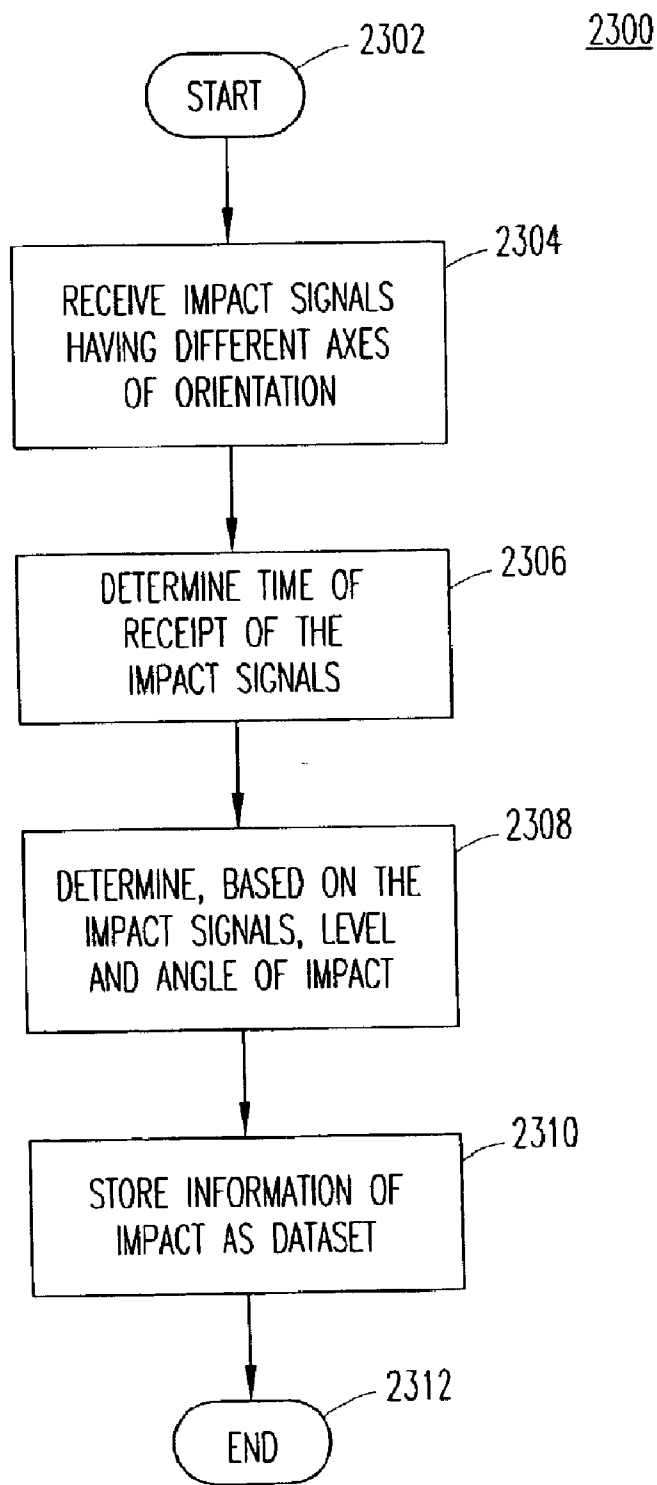 2300
2302
START
2304
RECEIVE IMPACT SIGNALS
HAVING DIFFERENT AXES
OF ORIENTATION
2306
DETERMINE TIME OF
RECEIPT OF THE
IMPACT SIGNALS
2308
DETERMINE, BASED ON THE
IMPACT SIGNALS, LEVEL
AND ANGLE OF IMPACT
2310
STORE INFORMATION OF
IMPACT AS DATASET
2312
END